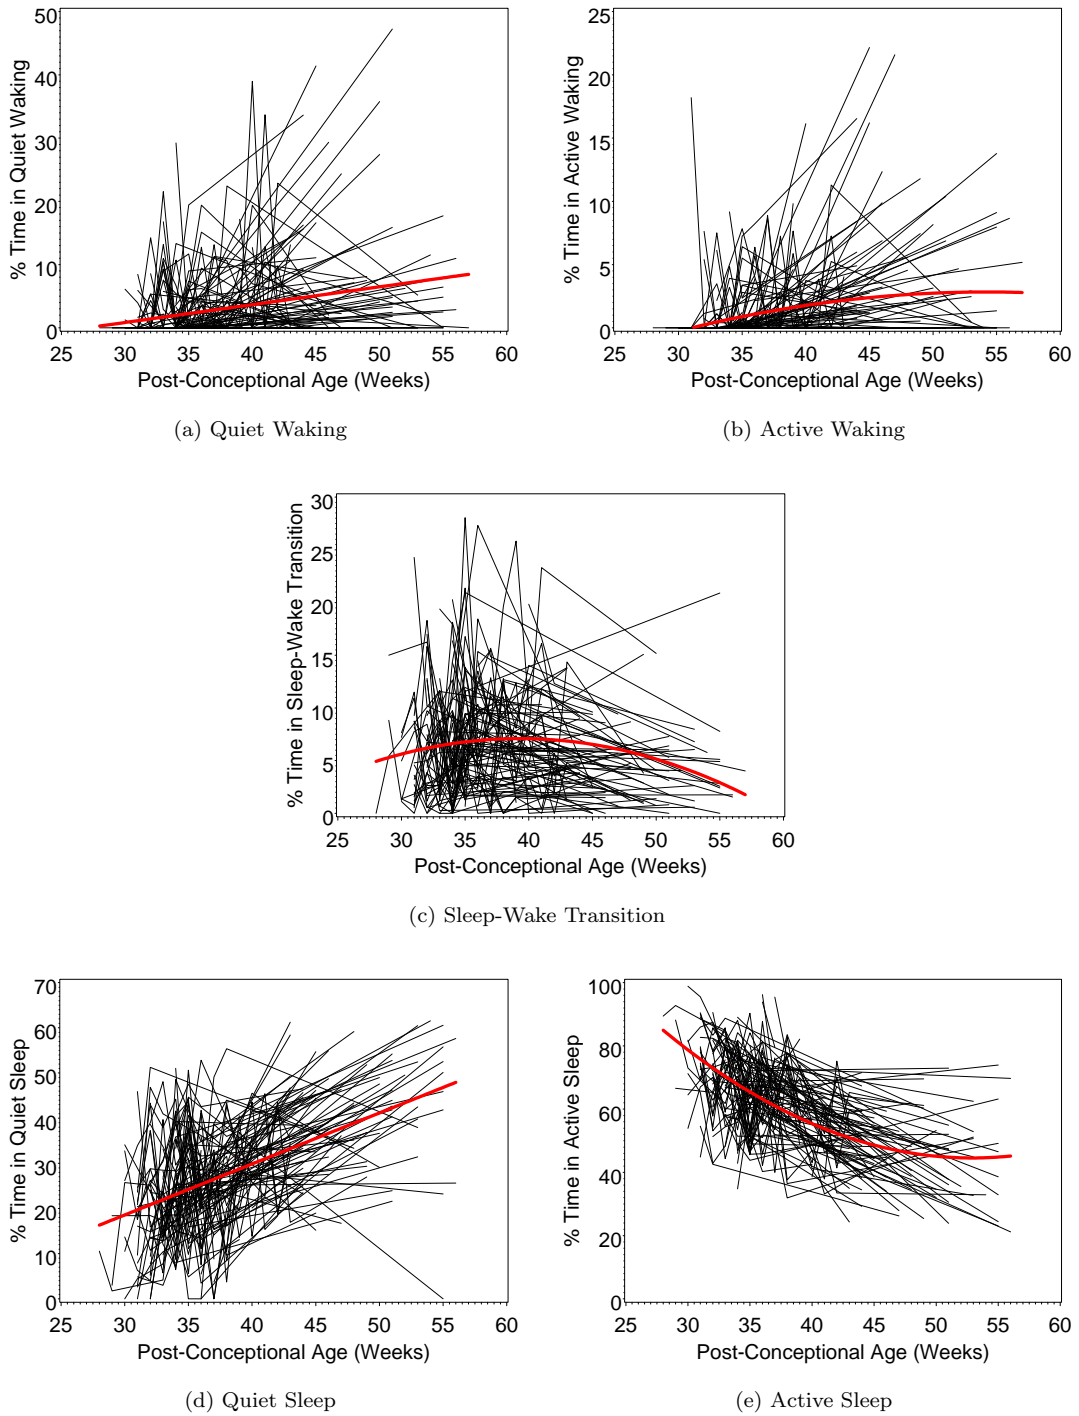 % Time in Quiet Waking
50
40
30
20
10
0
25 30 35 40 45 50 55 60
Post-Conceptional Age (Weeks)
(a) Quiet Waking
% Time in Active Waking
25
20
15
10
5
0
25 30 35 40 45 50 55 60
Post-Conceptional Age (Weeks)
(b) Active Waking
% Time in Sleep-Wake Transition
30
25
20
15
10
5
0
25 30 35 40 45 50 55 60
Post-Conceptional Age (Weeks)
(c) Sleep-Wake Transition
% Time in Quiet Sleep
70
60
50
40
30
20
10
0
25 30 35 40 45 50 55 60
Post-Conceptional Age (Weeks)
(d) Quiet Sleep
% Time in Active Sleep
100
80
60
40
20
0
25 30 35 40 45 50 55 60
Post-Conceptional Age (Weeks)
(e) Active Sleep